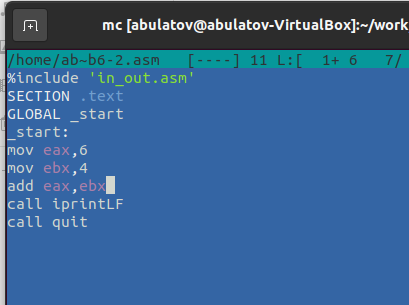 mc [abulatov@abulatov-VirtualBox]:~/work
/home/ab~b6-2.asm [----] 11 L:[ 1+ 6 7/
%include 'in_out.asm'
SECTION .text
GLOBAL _start
_start:
mov eax,6
mov ebx,4
add eax,ebx
call iprintLF
call quit